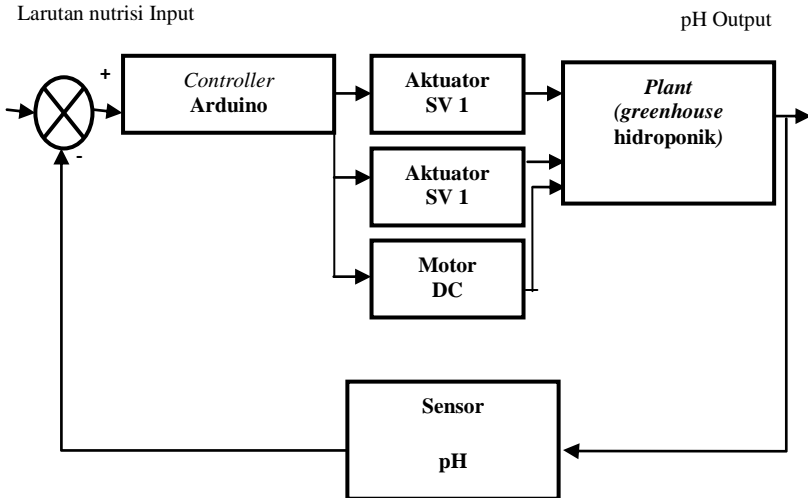 Larutan nutrisi Input
pH Output
+
-
Controller
Arduino
Aktuator
SV 1
Aktuator
SV 1
Motor
DC
Plant
(greenhouse
hidroponik)
Sensor
pH